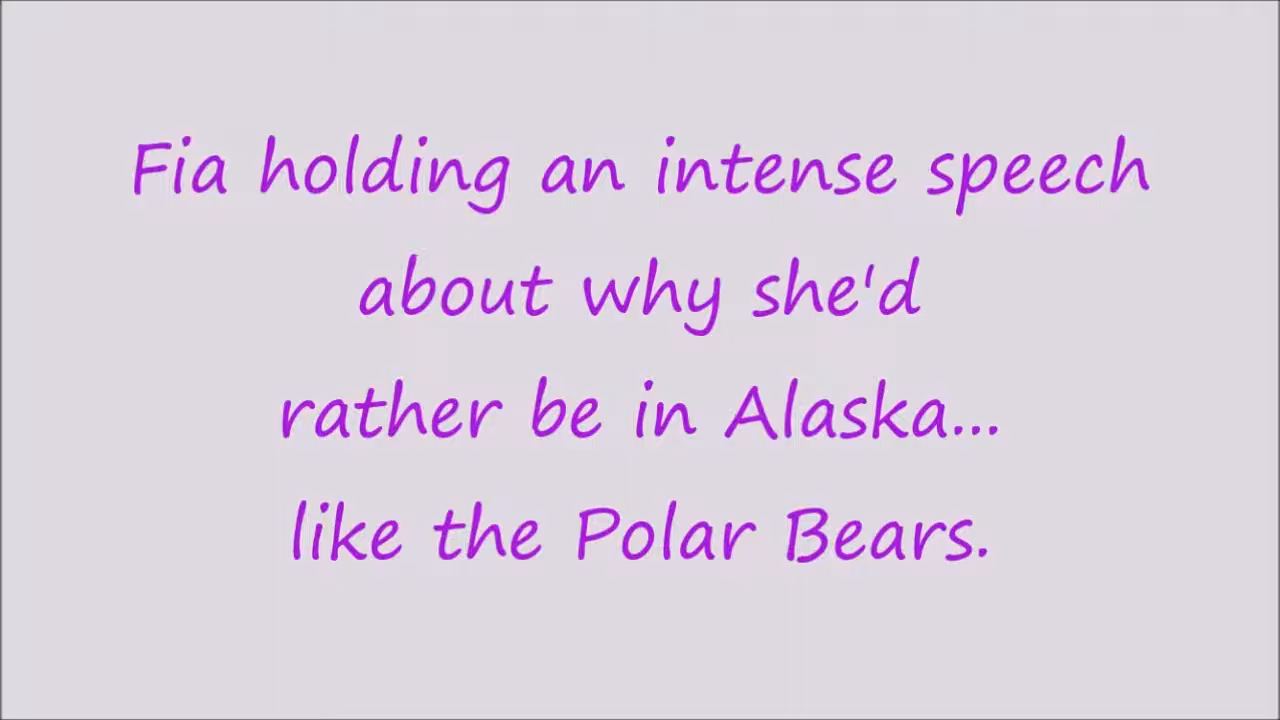 Fia holding an intense speech
about why she'd
rather be in Alaska...
like the Polar Bears.